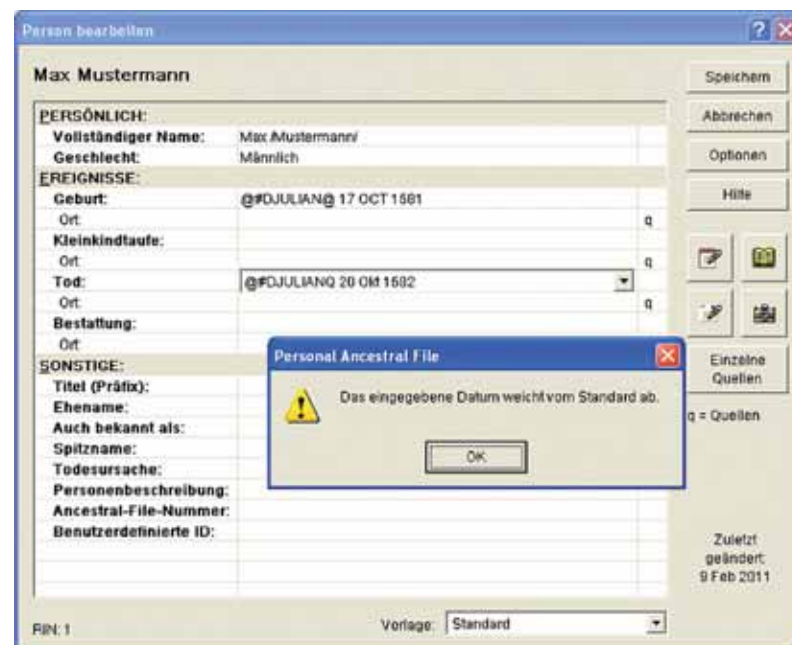 Person bearbeiten
Max Mustermann
PERSÖNLICH:
Vollständiger Name: Max /Mustermann/
Geschlecht: Männlich
EREIGNISSE:
Geburt: @#DJULIAN@ 17 OCT 1581
Ort: q
Kleinkindtaufe:
Ort: q
Tod: @#DJULIAN@ 20 Okt 1582
Ort: q
Bestattung:
Ort:
SONSTIGE:
Titel (Präfix):
Ehename:
Auch bekannt als:
Spitzname:
Todesursache:
Personenbeschreibung:
Ancestral-File-Nummer:
Benutzerdefinierte ID:
RIN: 1
Vorlage: Standard
Speichern
Abbrechen
Optionen
Hilfe
Einzelne
Quellen
q = Quellen
Zuletzt
geändert:
9 Feb 2011
Personal Ancestral File
Das eingegebene Datum weicht vom Standard ab.
OK